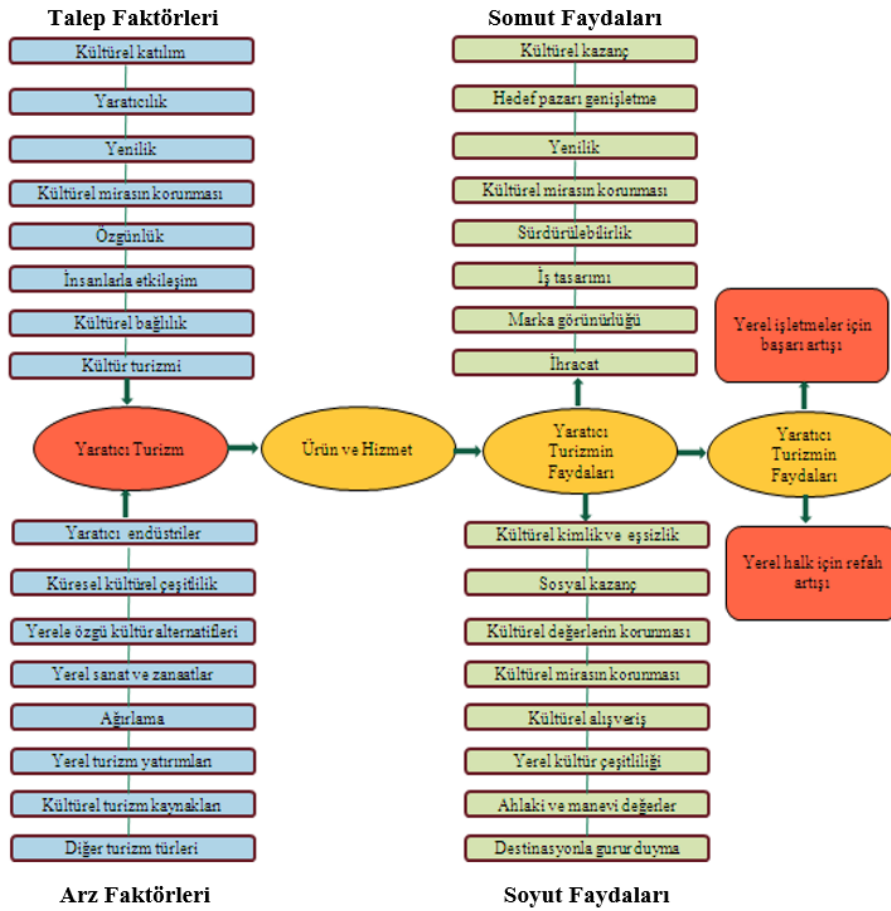 Talep Faktörleri
Kültürel katılım
Yaratıcılık
Yenilik
Kültürel mirasın korunması
Özgünlük
İnsanlarla etkileşim
Kültürel bağlılık
Kültür turizmi
Somut Faydaları
Kültürel kazanç
Hedef pazarı genişletme
Yenilik
Kültürel mirasın korunması
Sürdürülebilirlik
İş tasarımı
Marka görünürlüğü
İhracat
Yerel işletmeler için
başarı artışı
Yaratıcı Turizm
Ürün ve Hizmet
Yaratıcı
Turizmin
Faydaları
Yaratıcı
Turizmin
Faydaları
Yaratıcı endüstriler
Küresel kültürel çeşitlilik
Yerele özgü kültür alternatifleri
Yerel sanat ve zanaatlar
Ağırlama
Yerel turizm yatırımları
Kültürel turizm kaynakları
Diğer turizm türleri
Arz Faktörleri
Kültürel kimlik ve eşsizlik
Sosyal kazanç
Kültürel değerlerin korunması
Kültürel mirasın korunması
Kültürel alışveriş
Yerel kültür çeşitliliği
Ahlaki ve manevi değerler
Destinasyonla gurur duyma
Soyut Faydaları
Yerel halk için refah
artışı